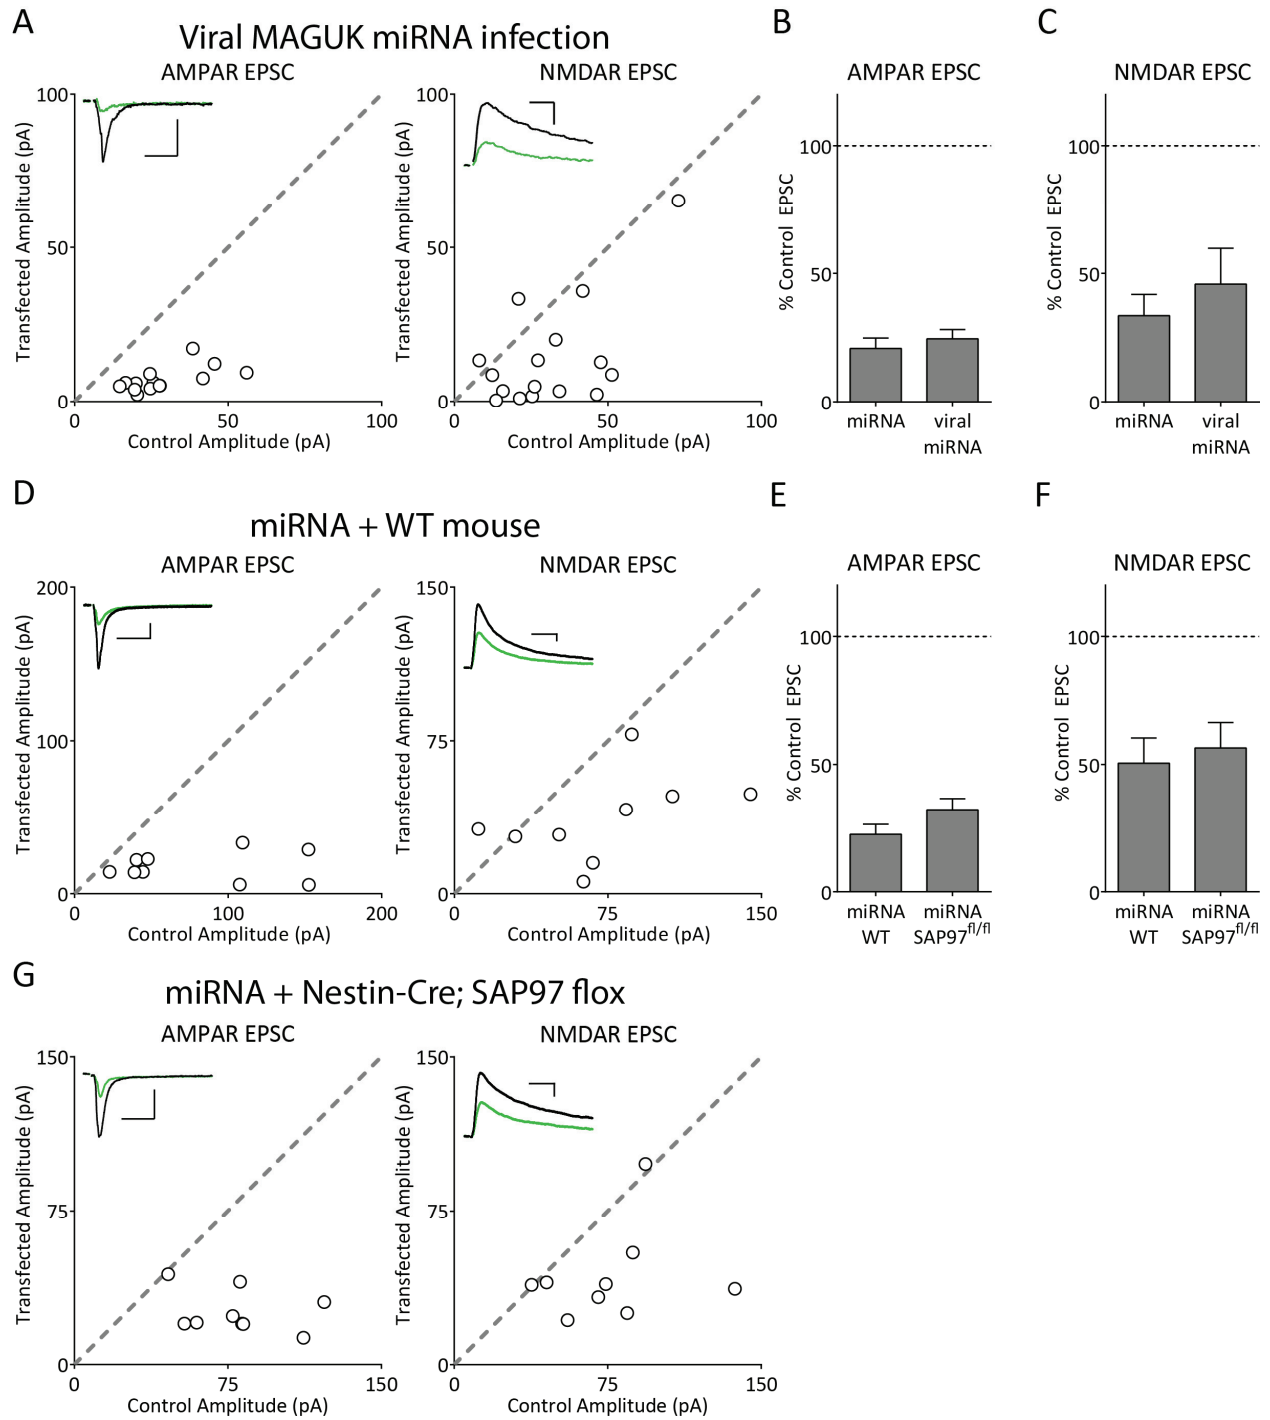 A
Viral MAGUK miRNA infection
AMPAR EPSC
NMDAR EPSC
Transfected Amplitude (pA)
100
50
0
0
50
100
Control Amplitude (pA)
Transfected Amplitude (pA)
100
50
0
0
50
100
Control Amplitude (pA)
B
AMPAR EPSC
% Control EPSC
100
50
0
miRNA
viral
miRNA
C
NMDAR EPSC
% Control EPSC
100
50
0
miRNA
viral
miRNA
D
miRNA + WT mouse
AMPAR EPSC
NMDAR EPSC
Transfected Amplitude (pA)
200
100
0
0
100
200
Control Amplitude (pA)
Transfected Amplitude (pA)
150
75
0
0
75
150
Control Amplitude (pA)
E
AMPAR EPSC
% Control EPSC
100
50
0
miRNA
WT
miRNA
SAP97fl/fl
F
NMDAR EPSC
% Control EPSC
100
50
0
miRNA
WT
miRNA
SAP97fl/fl
G
miRNA + Nestin-Cre; SAP97 flox
AMPAR EPSC
NMDAR EPSC
Transfected Amplitude (pA)
150
75
0
0
75
150
Control Amplitude (pA)
Transfected Amplitude (pA)
150
75
0
0
75
150
Control Amplitude (pA)